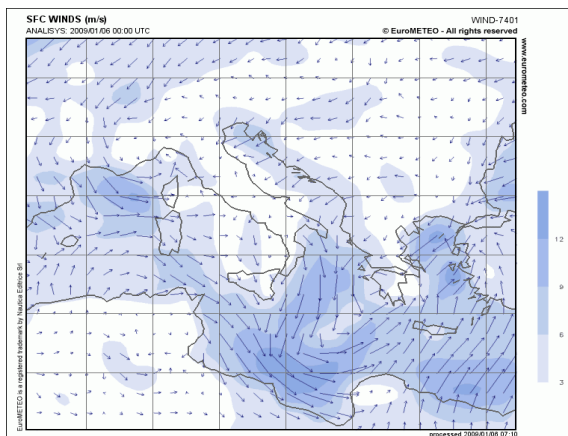 SFC WINDS (m/s)
WIND-7401
ANALISYS: 2009/01/06 00:00 UTC
© EuroMETEO - All rights reserved
www.eurometeo.com
EuroMETEO is a registered trademark by Nautica Editrice Srl
12
9
6
3
processed 2009/01/06 07:10